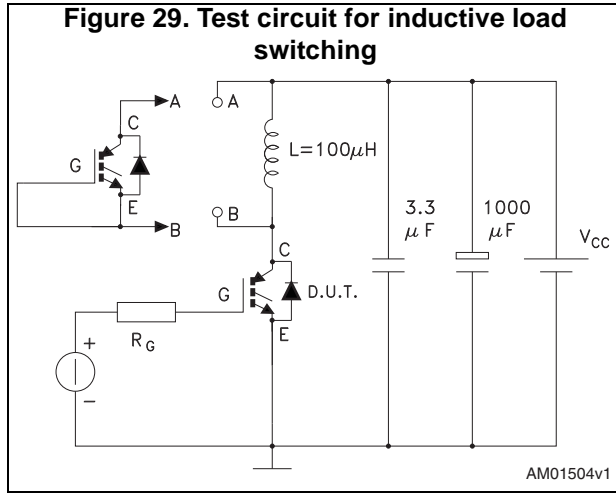 Figure 29. Test circuit for inductive load
switching
A
A
C
G
E
B
L=100μH
B
3.3
μF
1000
μF
VCC
C
G
D.U.T.
E
RG
+
−
AM01504v1